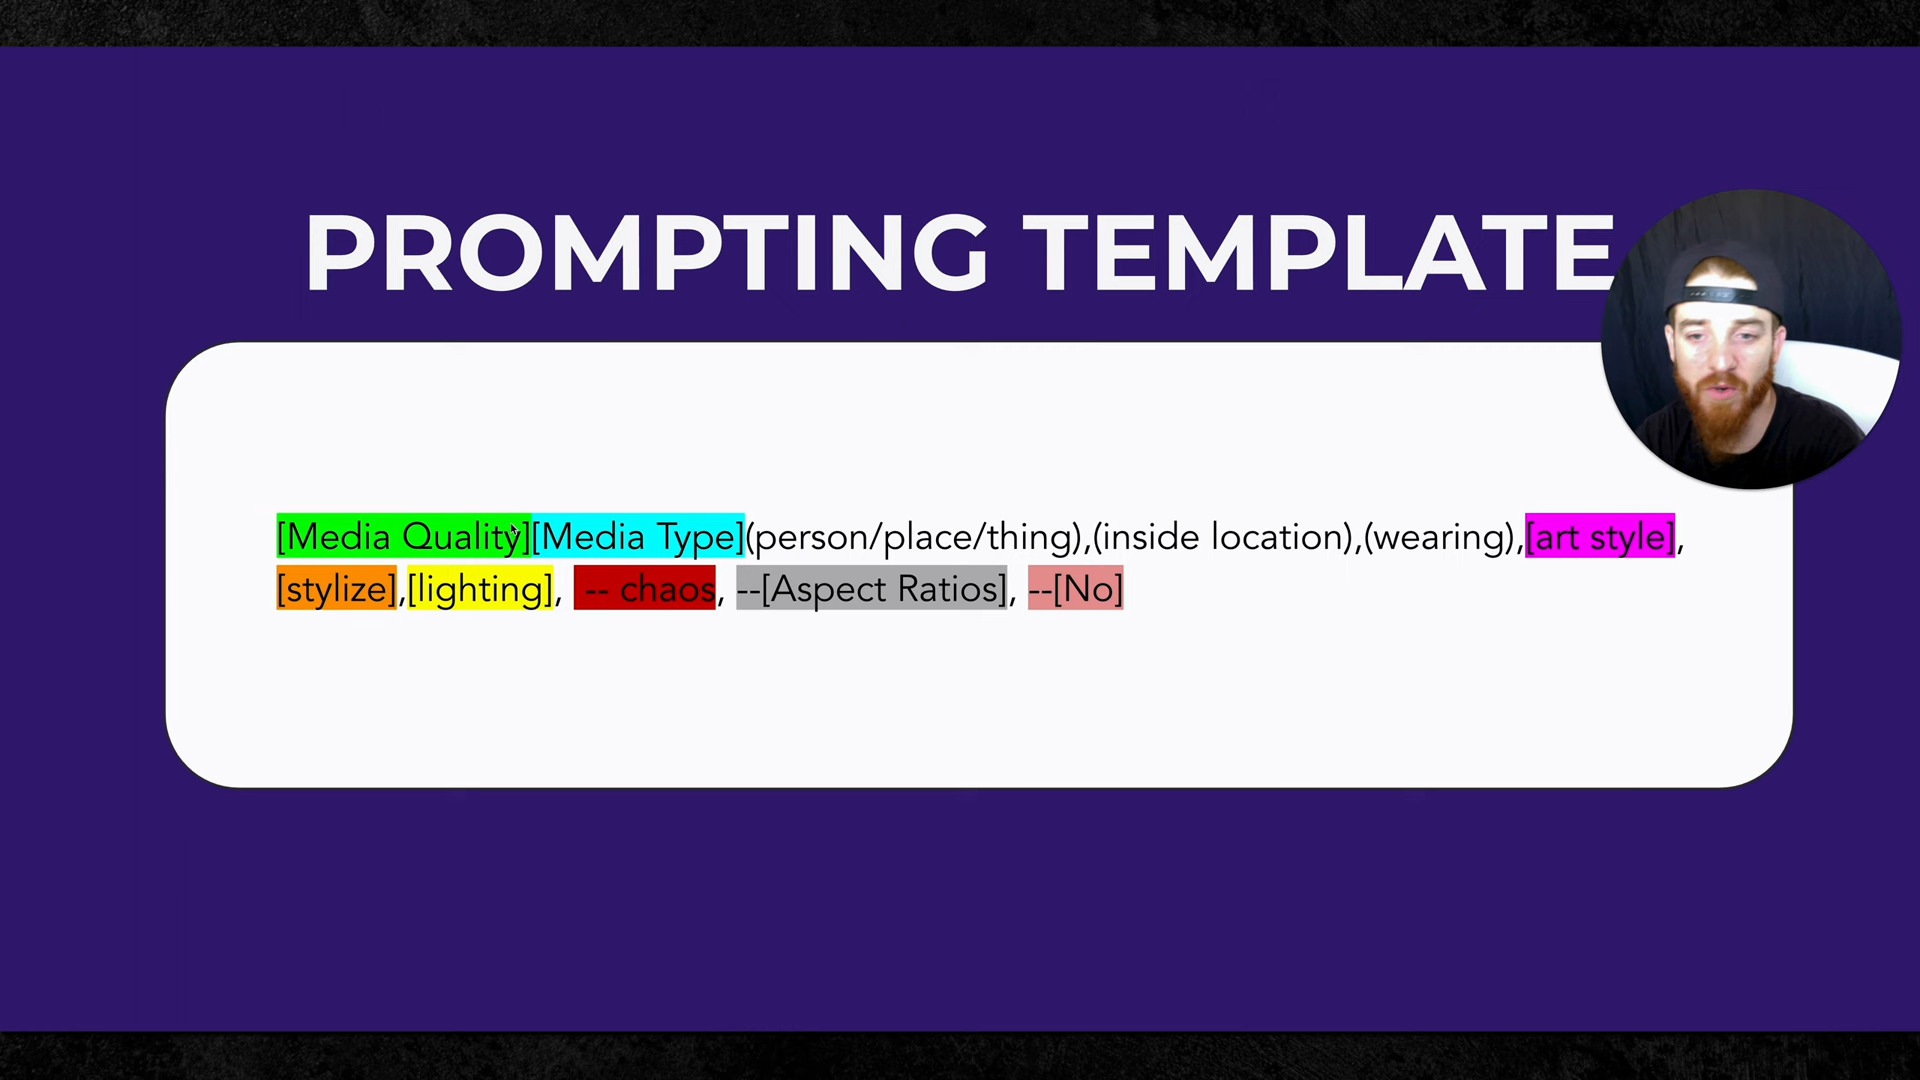 PROMPTING TEMPLATE
[Media Quality][Media Type](person/place/thing),(inside location),(wearing),[art style],
[stylize],[lighting], -- chaos, --[Aspect Ratios], --[No]